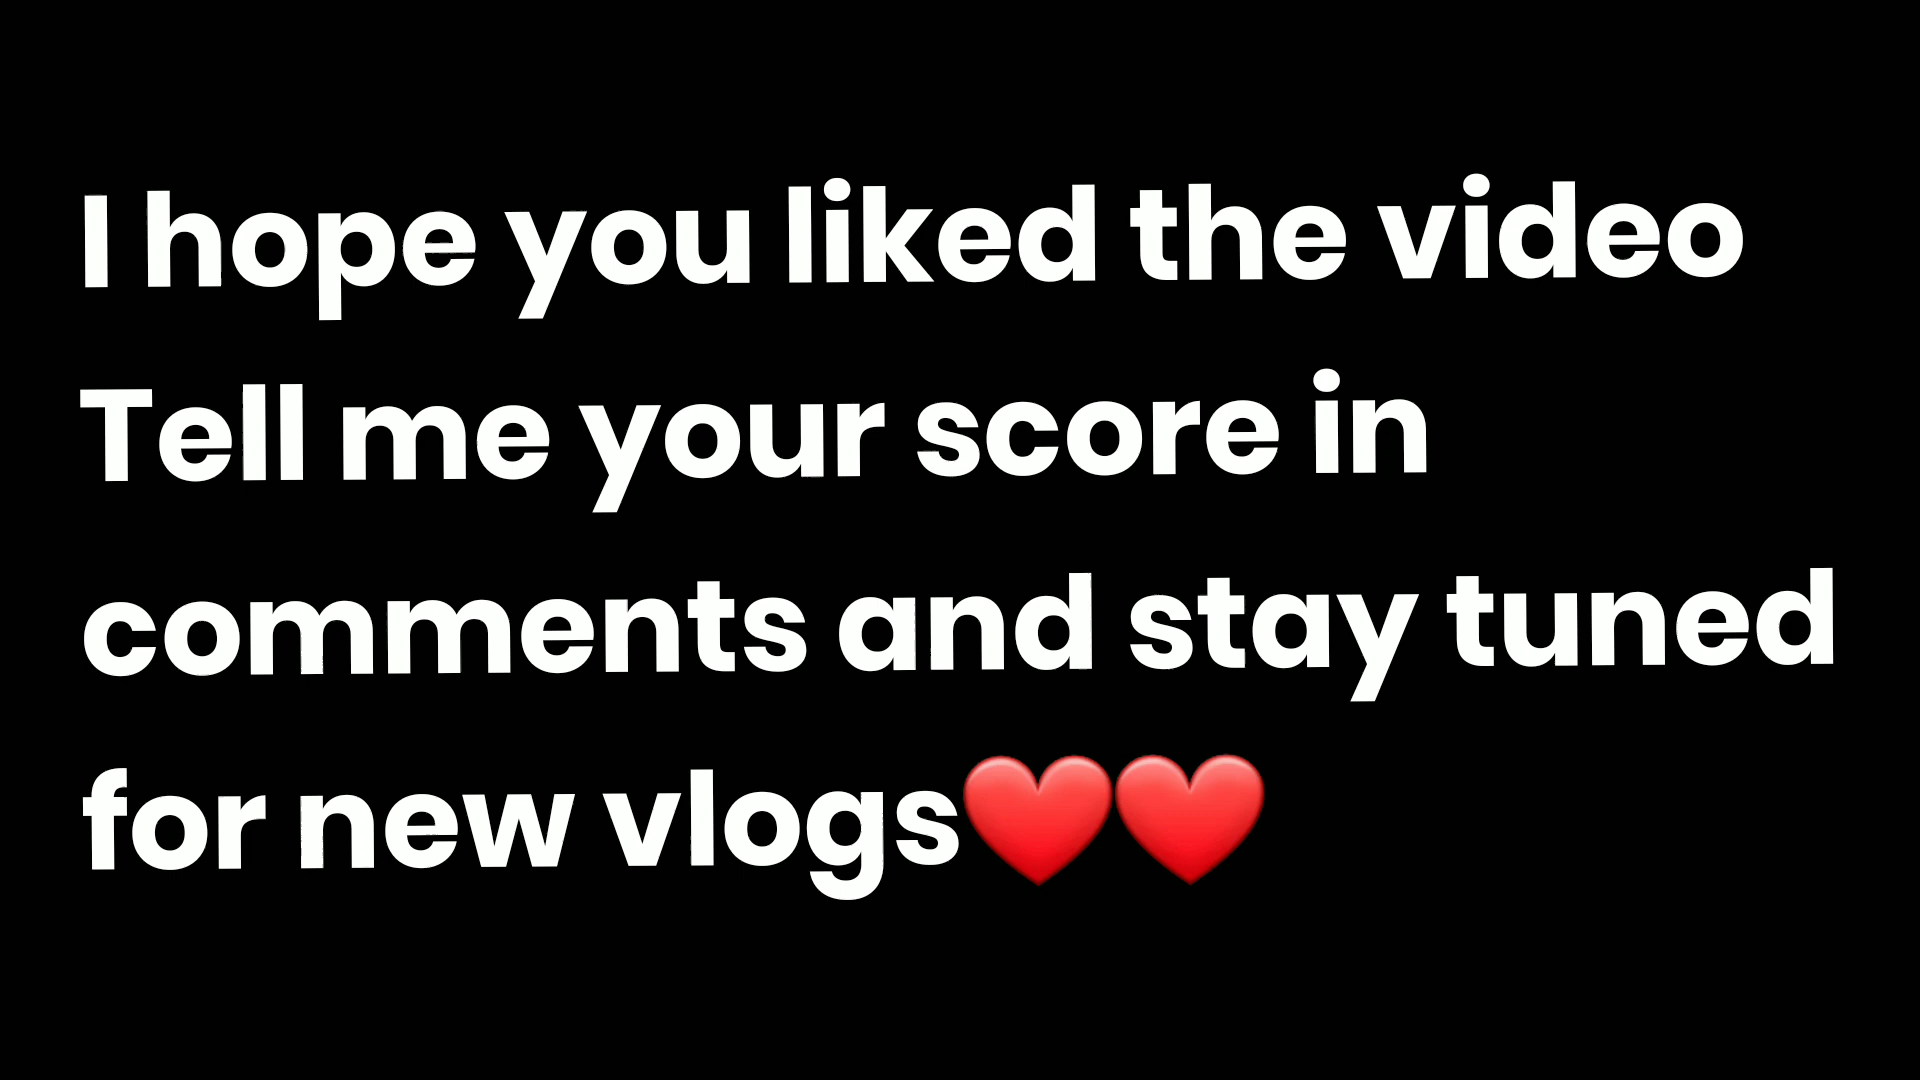 I hope you liked the video
Tell me your score in
comments and stay tuned
for new vlogs❤️❤️